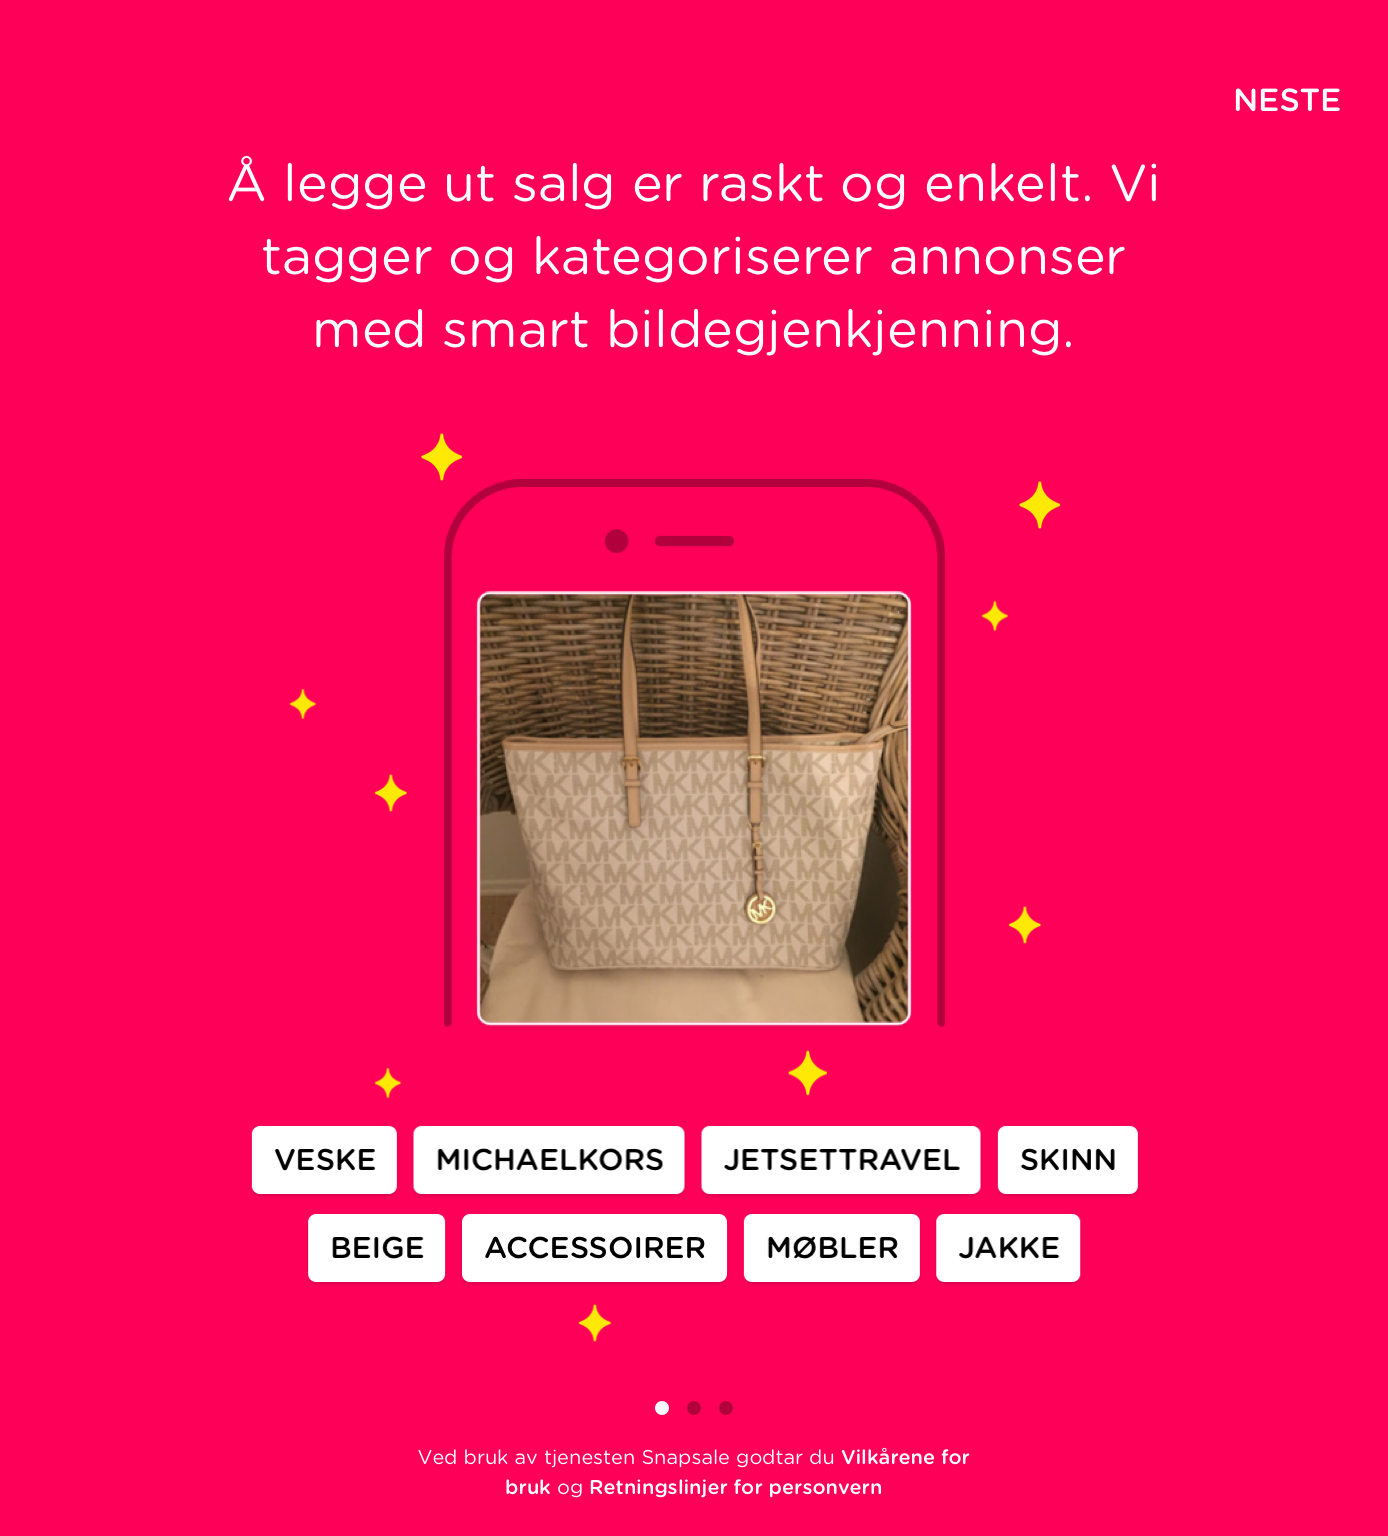 NESTE
Å legge ut salg er raskt og enkelt. Vi
tagger og kategoriserer annonser
med smart bildegjenkjenning.
MK
VESKE MICHAELKORS JETSETTRAVEL SKINN
BEIGE ACCESSOIRER MØBLER JAKKE
Ved bruk av tjenesten Snapsale godtar du Vilkårene for
bruk og Retningslinjer for personvern